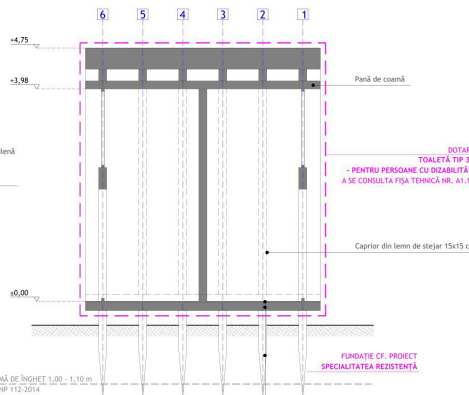 6 5 4 3 2 1
+4,75
+3,98
Pană de coamă
DOTAR
TOALETĂ TIP 3
- PENTRU PERSOANE CU DIZABILITĂ
A SE CONSULTA FIȘA TEHNICĂ NR. A1.1
Caprior din lemn de stejar 15x15 c
±0,00
FUNDAȚIE CF. PROIECT
SPECIALITATEA REZISTENȚĂ
MĂ DE ÎNGHEȚ 1,00 - 1,10 m
NP 112-2014